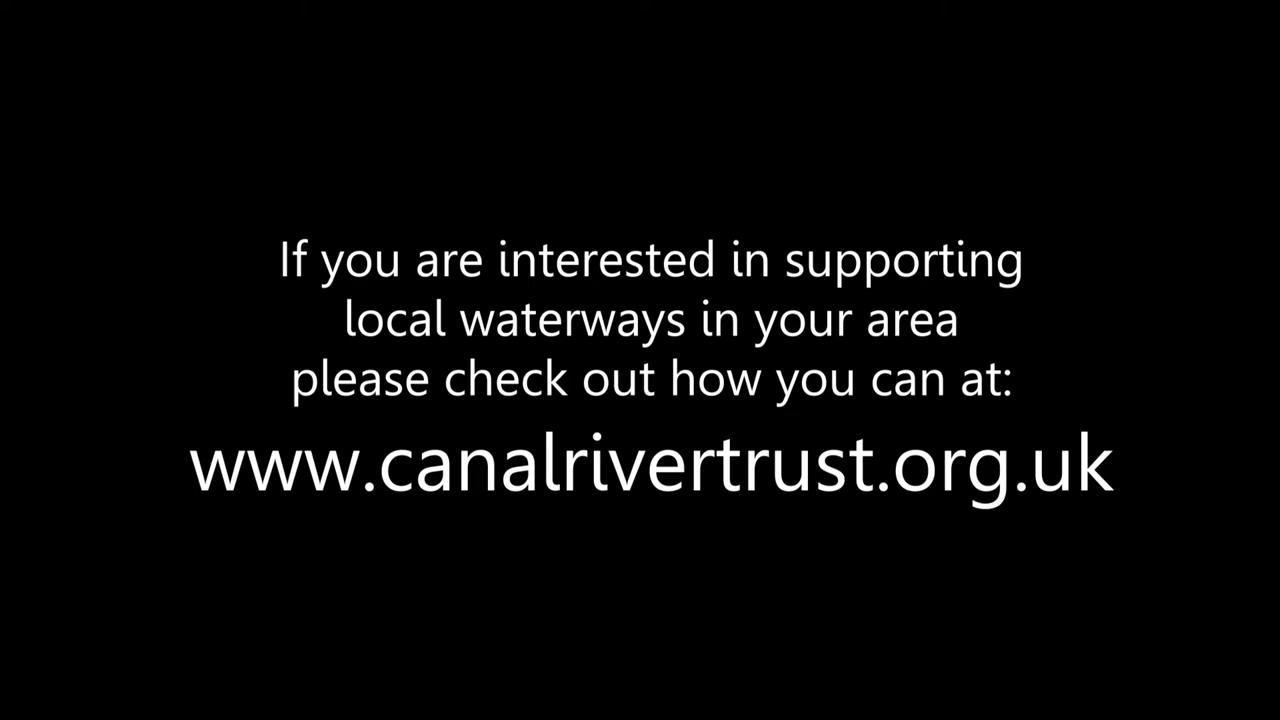 If you are interested in supporting
local waterways in your area
please check out how you can at:
www.canalrivertrust.org.uk